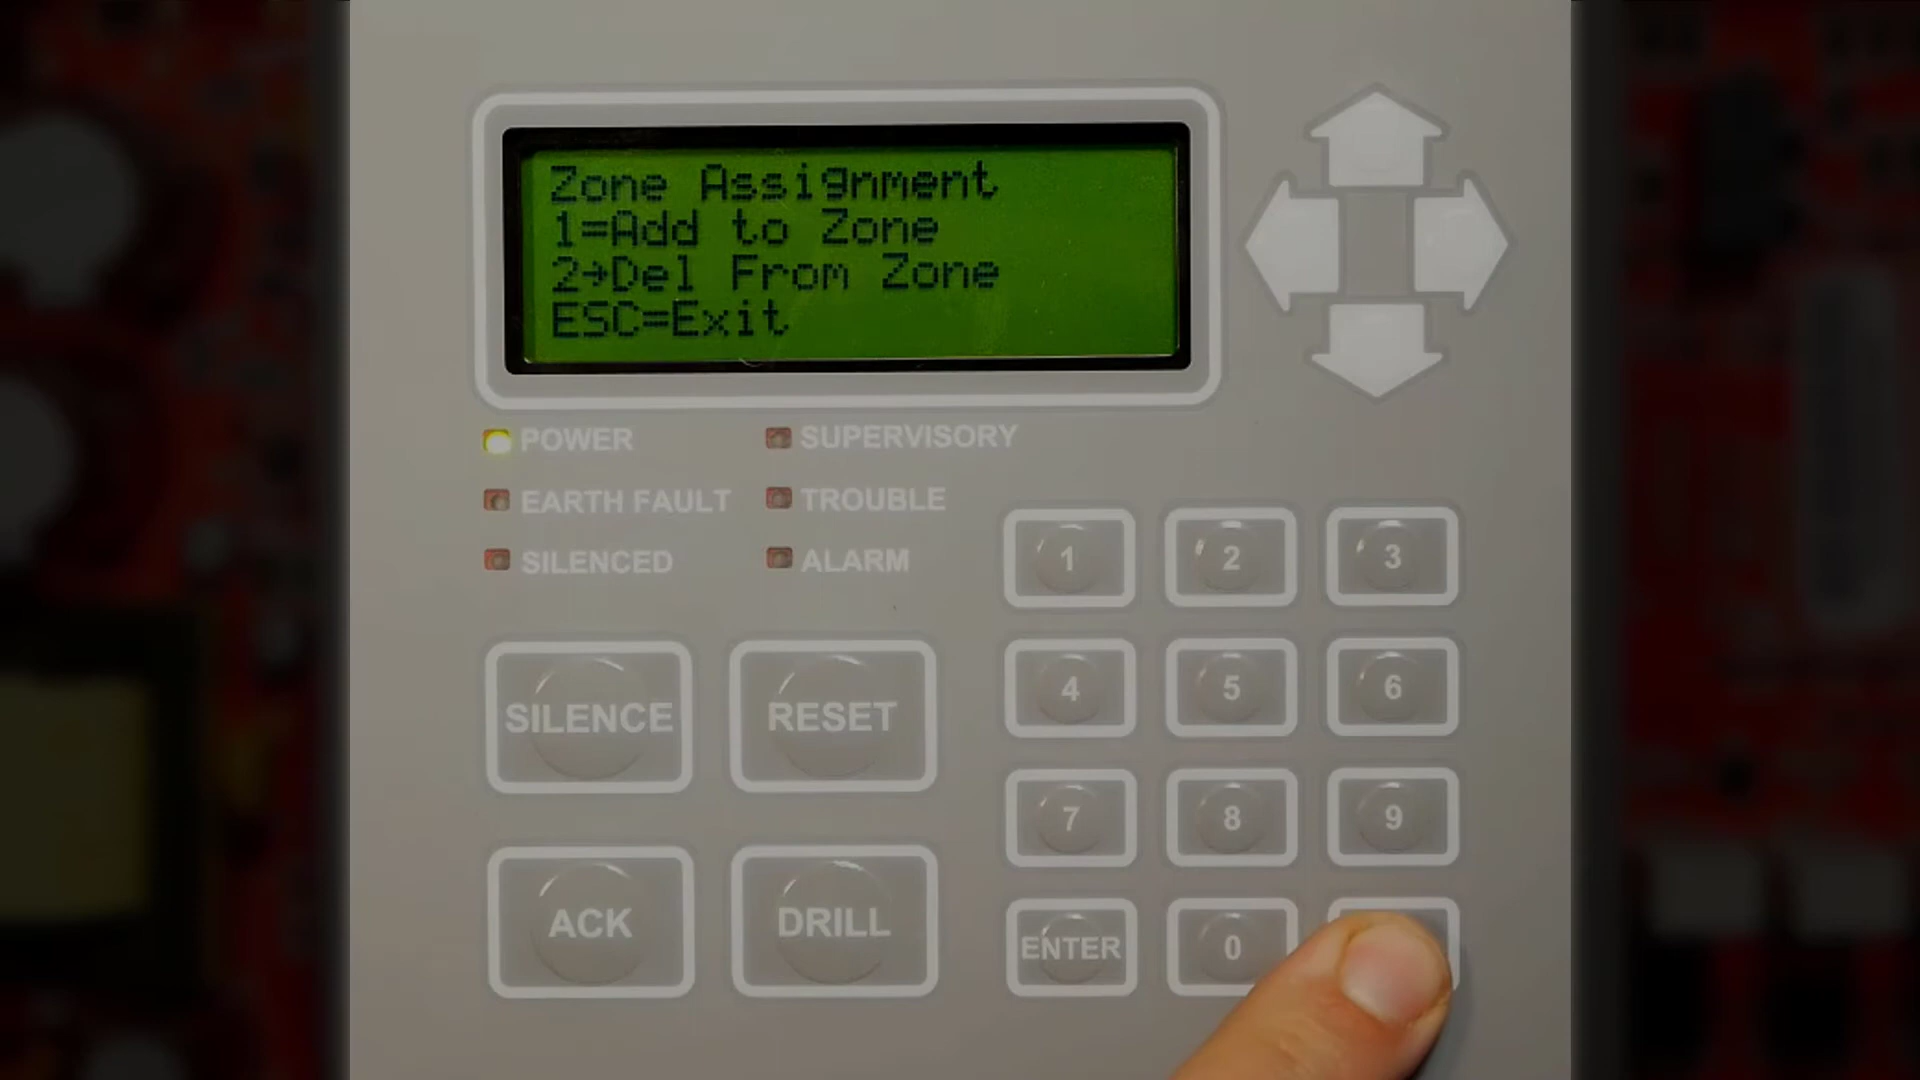 Zone Assignment
1=Add to Zone
2→Del From Zone
ESC=Exit
POWER
SUPERVISORY
EARTH FAULT
TROUBLE
SILENCED
ALARM
1 2 3
SILENCE
RESET
4 5 6
7 8 9
ACK
DRILL
ENTER 0